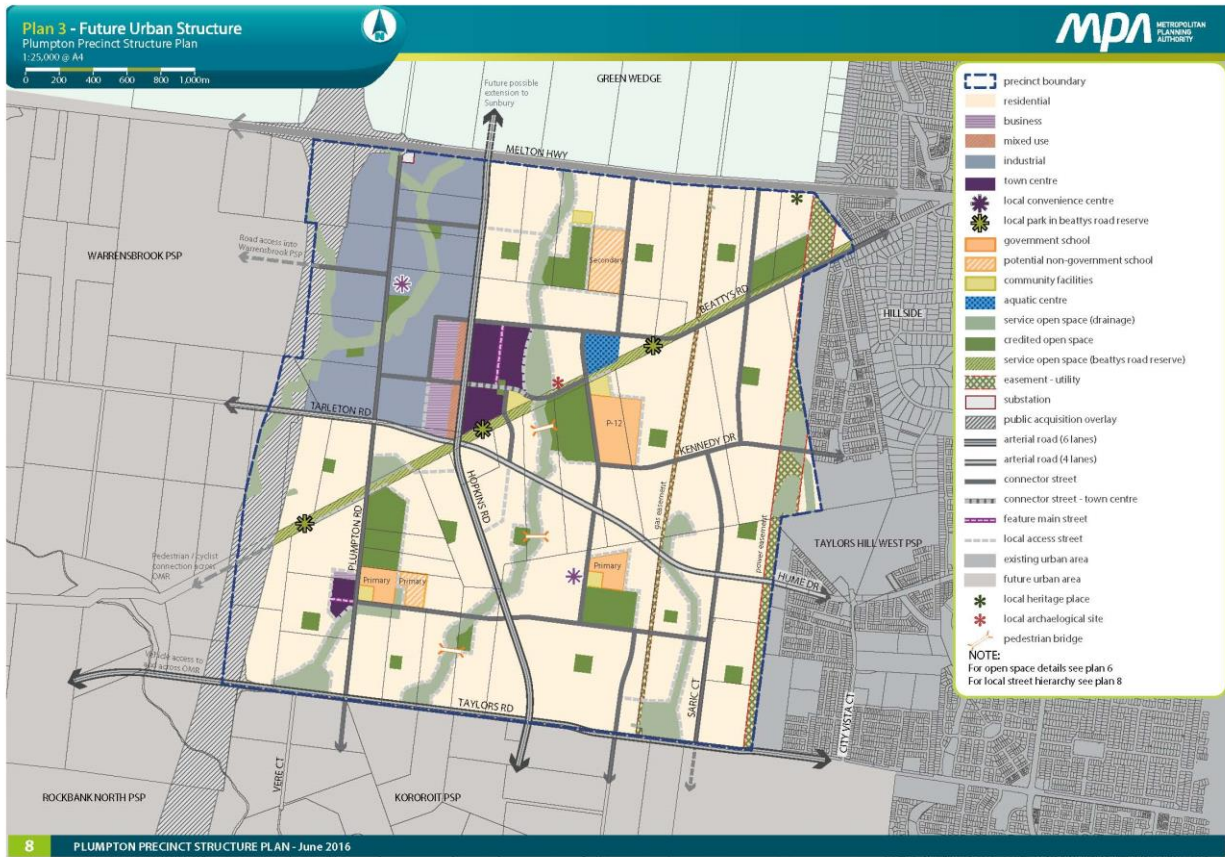 Plan 3 - Future Urban Structure
Plumpton Precinct Structure Plan
1:25,000 @ A4
0 200 400 600 800 1,000m
N
MPA
METROPOLITAN
PLANNING
AUTHORITY
GREEN WEDGE
Future possible
extension to
Sunbury
MELTON HWY
Road access into
Warrensbrook PSP
WARRENSBROOK PSP
Secondary
BEATTYS RD
HILLSIDE
TARLETON RD
P-12
KENNEDY DR
HOPKINS RD
PLUMPTON RD
gas easement
power easement
TAYLORS HILL WEST PSP
Pedestrian / cyclist
connection across
OMR
Primary
Primary
Primary
HUME DR
Vehicle access to
and across OMR
TAYLORS RD
SARIC CT
CITY VISTA CT
VERE CT
ROCKBANK NORTH PSP
KOROROIT PSP
precinct boundary
residential
business
mixed use
industrial
town centre
local convenience centre
local park in beattys road reserve
government school
potential non-government school
community facilities
aquatic centre
service open space (drainage)
credited open space
service open space (beattys road reserve)
easement - utility
substation
public acquisition overlay
arterial road (6 lanes)
arterial road (4 lanes)
connector street
connector street - town centre
feature main street
local access street
existing urban area
future urban area
local heritage place
local archaelogical site
pedestrian bridge
NOTE:
For open space details see plan 6
For local street hierarchy see plan 8
8 PLUMPTON PRECINCT STRUCTURE PLAN - June 2016